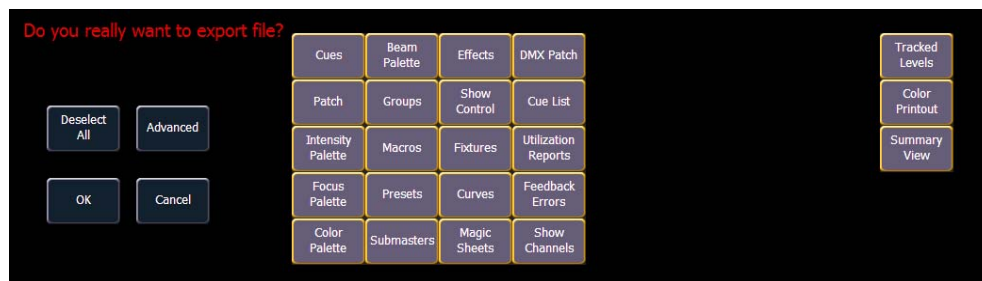 Do you really want to export file?
Deselect
All
Advanced
OK
Cancel
Cues
Beam
Palette
Effects
DMX Patch
Patch
Groups
Show
Control
Cue List
Intensity
Palette
Macros
Fixtures
Utilization
Reports
Focus
Palette
Presets
Curves
Feedback
Errors
Color
Palette
Submasters
Magic
Sheets
Show
Channels
Tracked
Levels
Color
Printout
Summary
View